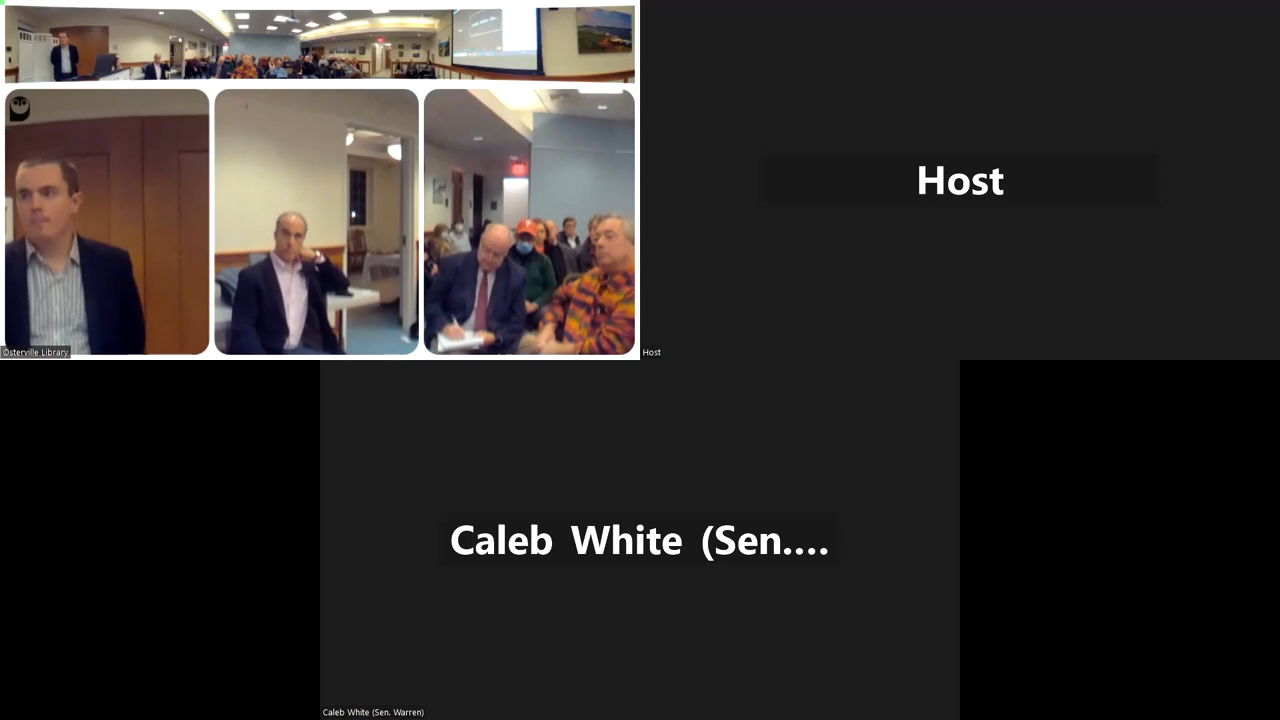 Osterville Library
Host
Host
Caleb White (Sen....
Caleb White (Sen. Warren)